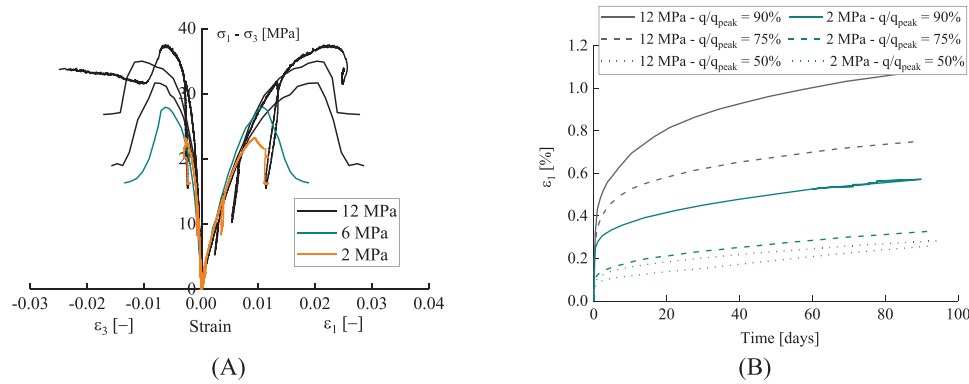 40
30
20
10
0
σ1 - σ3 [MPa]
12 MPa
6 MPa
2 MPa
-0.03 -0.02 -0.01 0.00 0.01 0.02 0.03 0.04
ε3 [–] Strain ε1 [–]
(A)
12 MPa - q/qpeak = 90% 2 MPa - q/qpeak = 90%
12 MPa - q/qpeak = 75% 2 MPa - q/qpeak = 75%
12 MPa - q/qpeak = 50% 2 MPa - q/qpeak = 50%
1.2
1.0
0.8
0.6
0.4
0.2
0.0
ε1 [%]
0 20 40 60 80 100
Time [days]
(B)